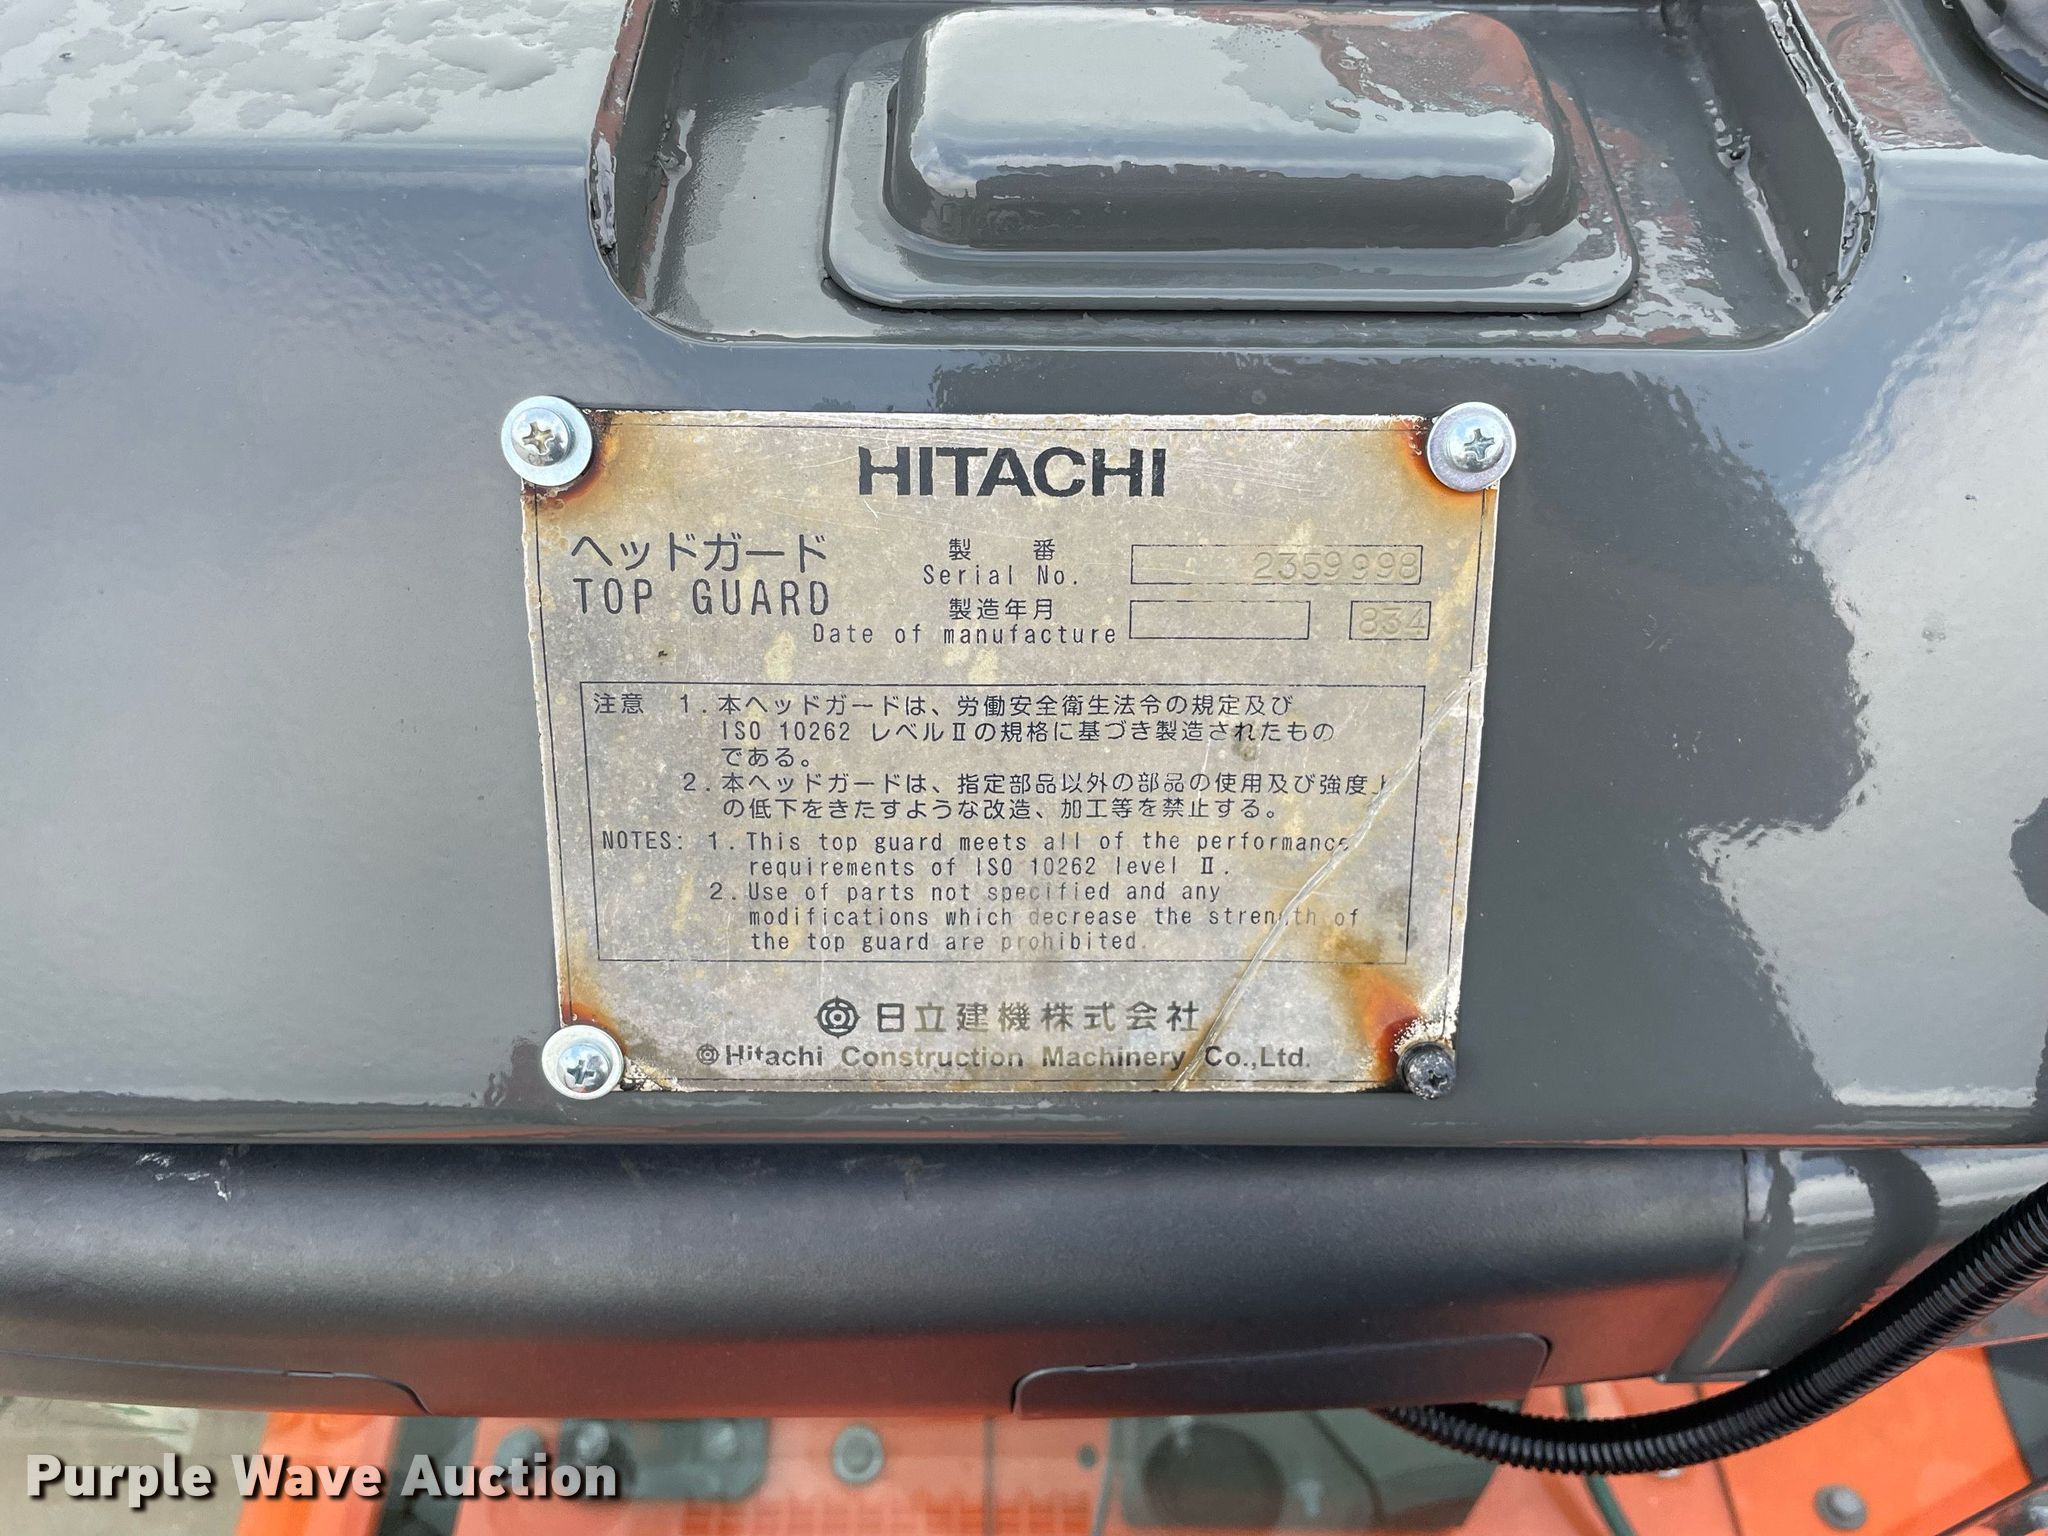 HITACHI
ヘッドガード
TOP GUARD
製 番
Serial No.
2359998
製造年月
Date of manufacture
834
注意 1. 本ヘッドガードは、労働安全衛生法令の規定及び
ISO 10262 レベルⅡの規格に基づき製造されたもの
である。
2. 本ヘッドガードは、指定部品以外の部品の使用及び強度上
の低下をきたすような改造、加工等を禁止する。
NOTES: 1. This top guard meets all of the performance
requirements of ISO 10262 level Ⅱ.
2. Use of parts not specified and any
modifications which decrease the strength of
the top guard are prohibited.
日立建機株式会社
Hitachi Construction Machinery Co.,Ltd.
Purple Wave Auction